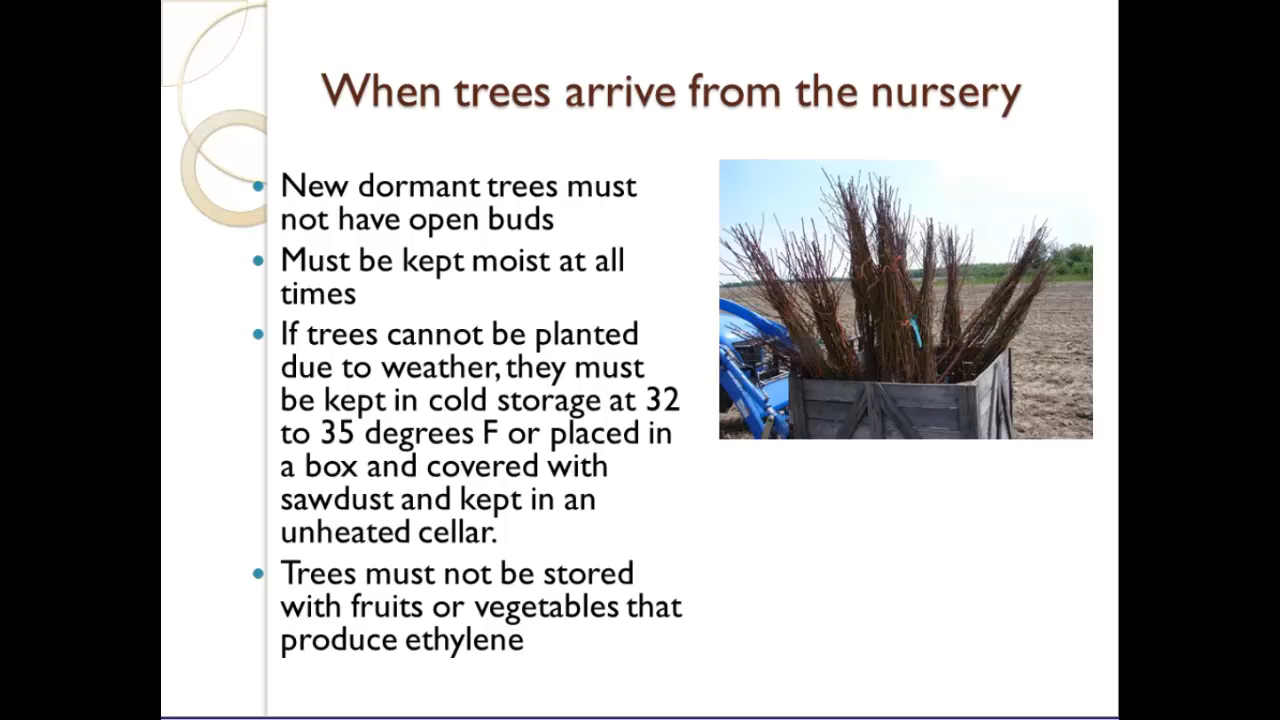 When trees arrive from the nursery
• New dormant trees must
not have open buds
• Must be kept moist at all
times
• If trees cannot be planted
due to weather, they must
be kept in cold storage at 32
to 35 degrees F or placed in
a box and covered with
sawdust and kept in an
unheated cellar.
• Trees must not be stored
with fruits or vegetables that
produce ethylene